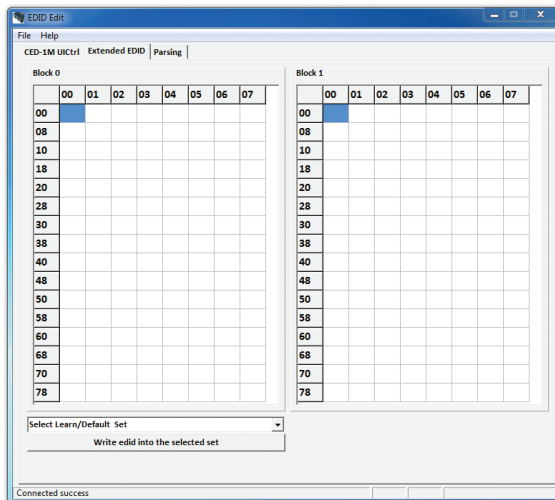 EDID Edit
File Help
CED-1M UICtrl Extended EDID Parsing
Block 0 Block 1
00 01 02 03 04 05 06 07 00 01 02 03 04 05 06 07
00 00
08 08
10 10
18 18
20 20
28 28
30 30
38 38
40 40
48 48
50 50
58 58
60 60
68 68
70 70
78 78
Select Learn/Default Set
Write edid into the selected set
Connected success